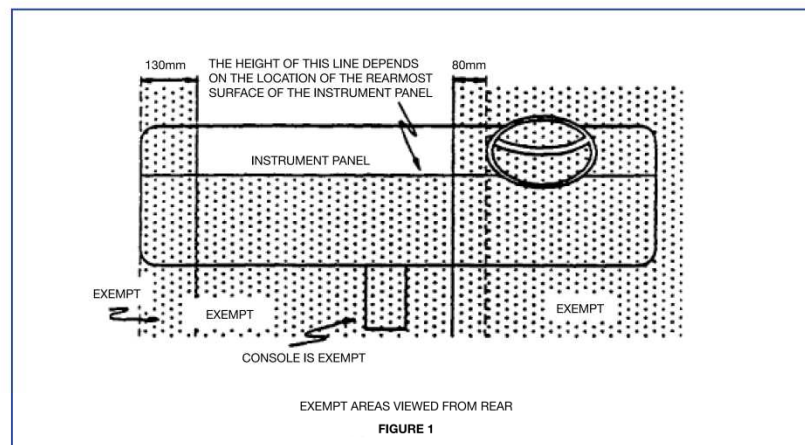 130mm
THE HEIGHT OF THIS LINE DEPENDS
ON THE LOCATION OF THE REARMOST
SURFACE OF THE INSTRUMENT PANEL
80mm
INSTRUMENT PANEL
EXEMPT
EXEMPT
EXEMPT
CONSOLE IS EXEMPT
EXEMPT AREAS VIEWED FROM REAR
FIGURE 1